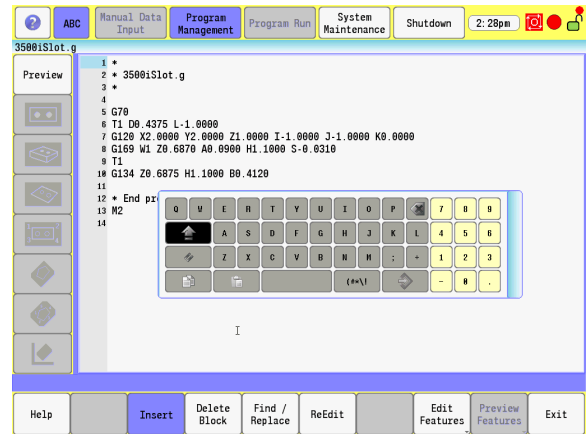 ? ABC Manual Data Input Program Management Program Run System Maintenance Shutdown 2:28pm
3500iSlot.g
Preview
1 *
2 * 3500iSlot.g
3 *
4
5 G70
6 T1 D0.4375 L-1.0000
7 G120 X2.0000 Y2.0000 Z1.0000 I-1.0000 J-1.0000 K0.0000
8 G169 W1 Z0.6870 A0.0900 H1.1000 S-0.0310
9 T1
10 G134 Z0.6875 H1.1000 B0.4120
11
12 * End pr
13 M2
14
Q W E R T Y U I O P 7 8 9
A S D F G H J K L 4 5 6
Z X C V B N M ; + 1 2 3
(#*\! - 0 .
Help Insert Delete Block Find / Replace ReEdit Edit Features Preview Features Exit